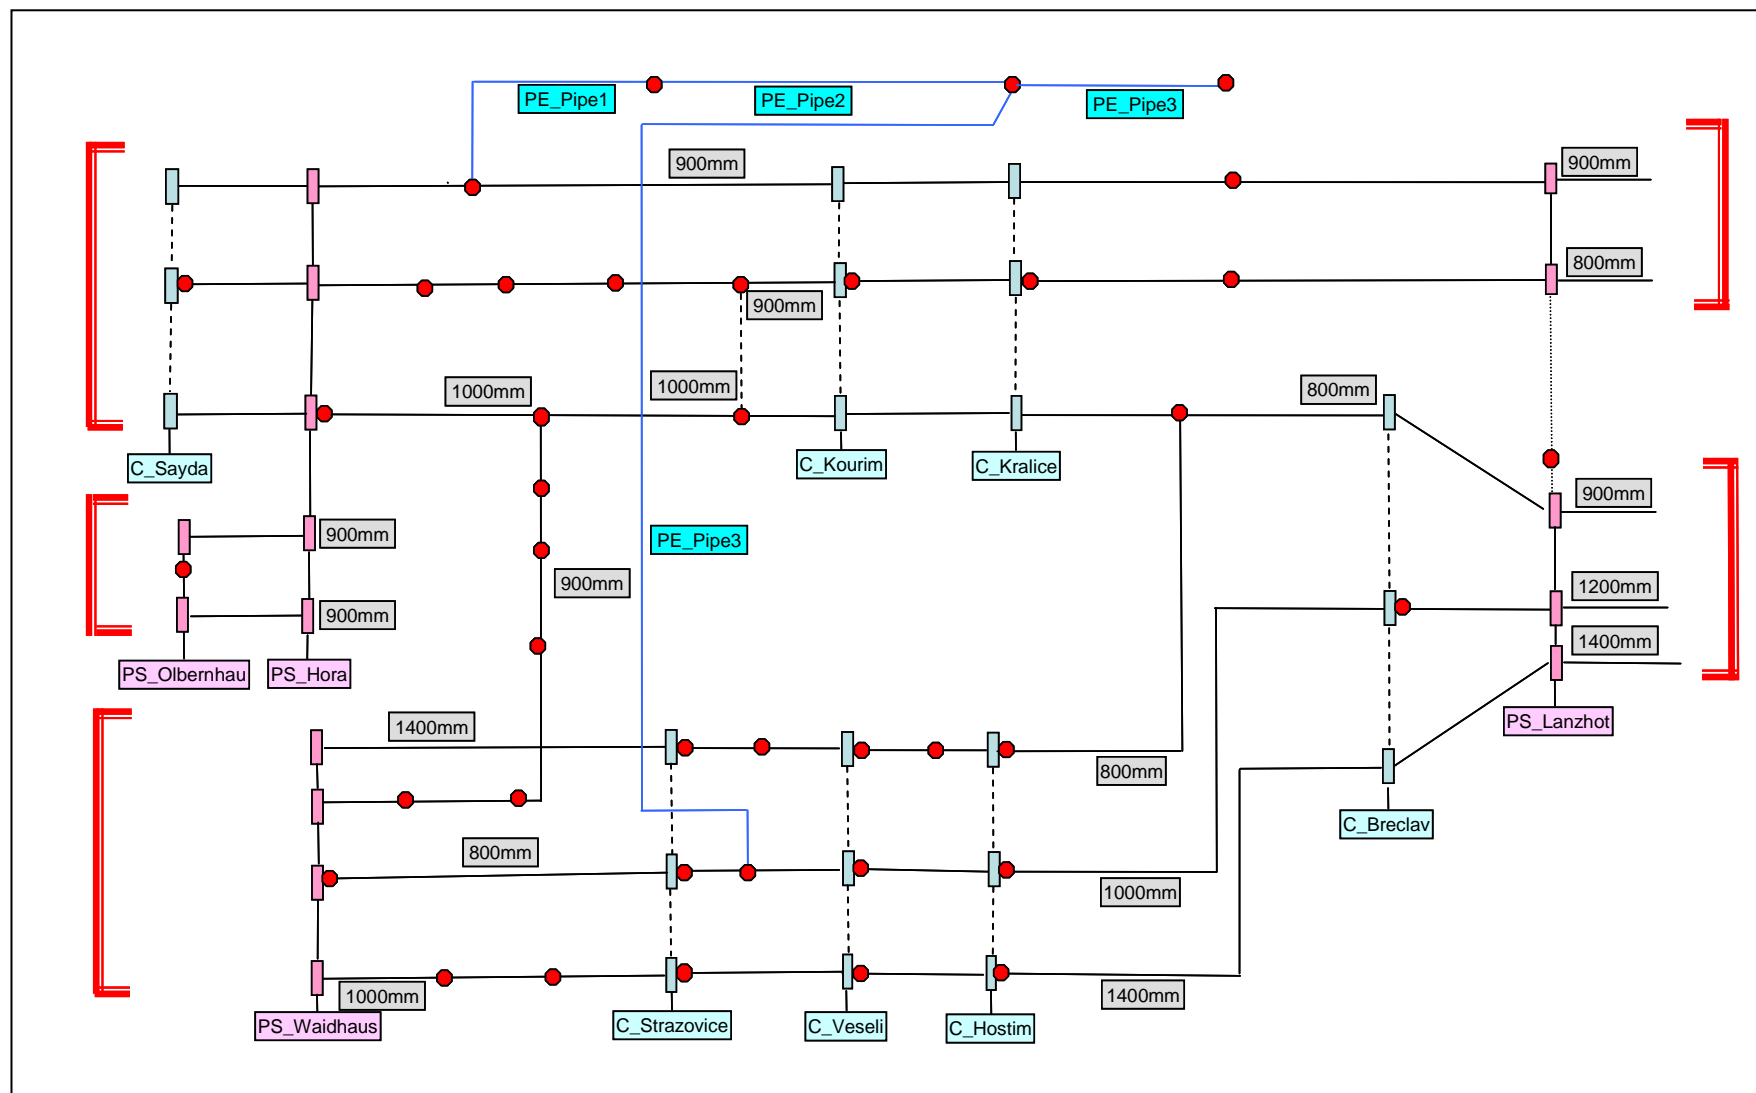 PE_Pipe1
PE_Pipe2
PE_Pipe3
900mm
900mm
800mm
900mm
1000mm
1000mm
800mm
C_Sayda
C_Kourim
C_Kralice
900mm
900mm
PE_Pipe3
900mm
1200mm
900mm
1400mm
PS_Olbernhau
PS_Hora
PS_Lanzhot
1400mm
800mm
C_Breclav
800mm
1000mm
1000mm
1400mm
PS_Waidhaus
C_Strazovice
C_Veseli
C_Hostim